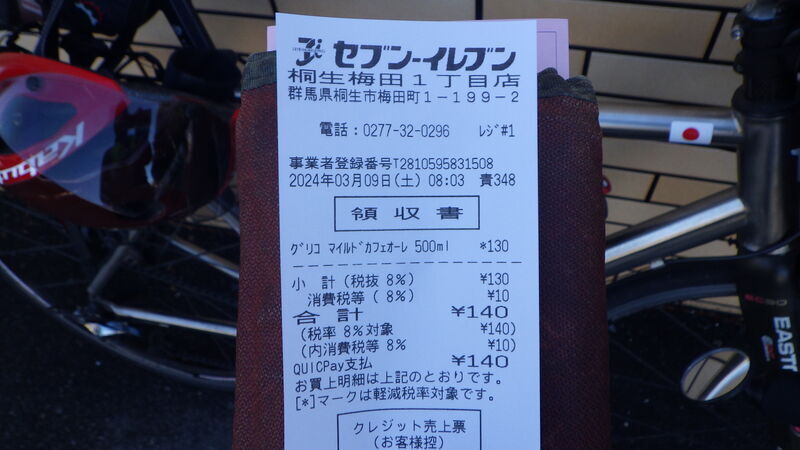 セブン-イレブン
桐生梅田1丁目店
群馬県桐生市梅田町1-199-2
電話:0277-32-0296 レジ#1
事業者登録番号T2810595831508
2024年03月09日(土) 08:03 責348
領収書
グリコ マイルドカフェオーレ 500ml *130
小 計(税抜 8%) ¥130
消費税等( 8%) ¥10
合計 ¥140
(税率 8%対象 ¥140)
(内消費税等 8% ¥10)
QUICPay支払 ¥140
お買上明細は上記のとおりです。
[*]マークは軽減税率対象です。
クレジット売上票
(お客様控)
Kabu
EC90
EAST